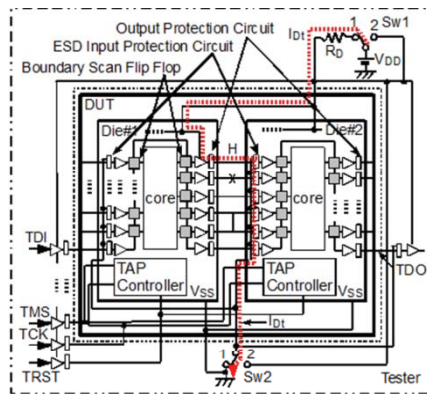 Output Protection Circuit
ESD Input Protection Circuit
Boundary Scan Flip Flop
IDt
1
2
Sw1
RD
VDD
DUT
Die#1
Die#2
H
X
core
core
TDI
TAP
Controller
TAP
Controller
TDO
VSS
VSS
TMS
TCK
TRST
IDt
1
2
Sw2
Tester